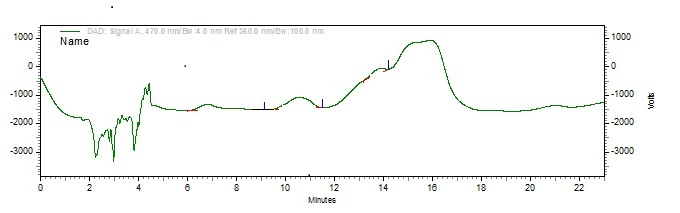 DAD: Signal A, 470.0 nm/Bw:4.0 nm Ref 360.0 nm/Bw:100.0 nm
Name
1000 1000
0 0
-1000 -1000
-2000 -2000
-3000 -3000
Volts
0 2 4 6 8 10 12 14 16 18 20 22
Minutes